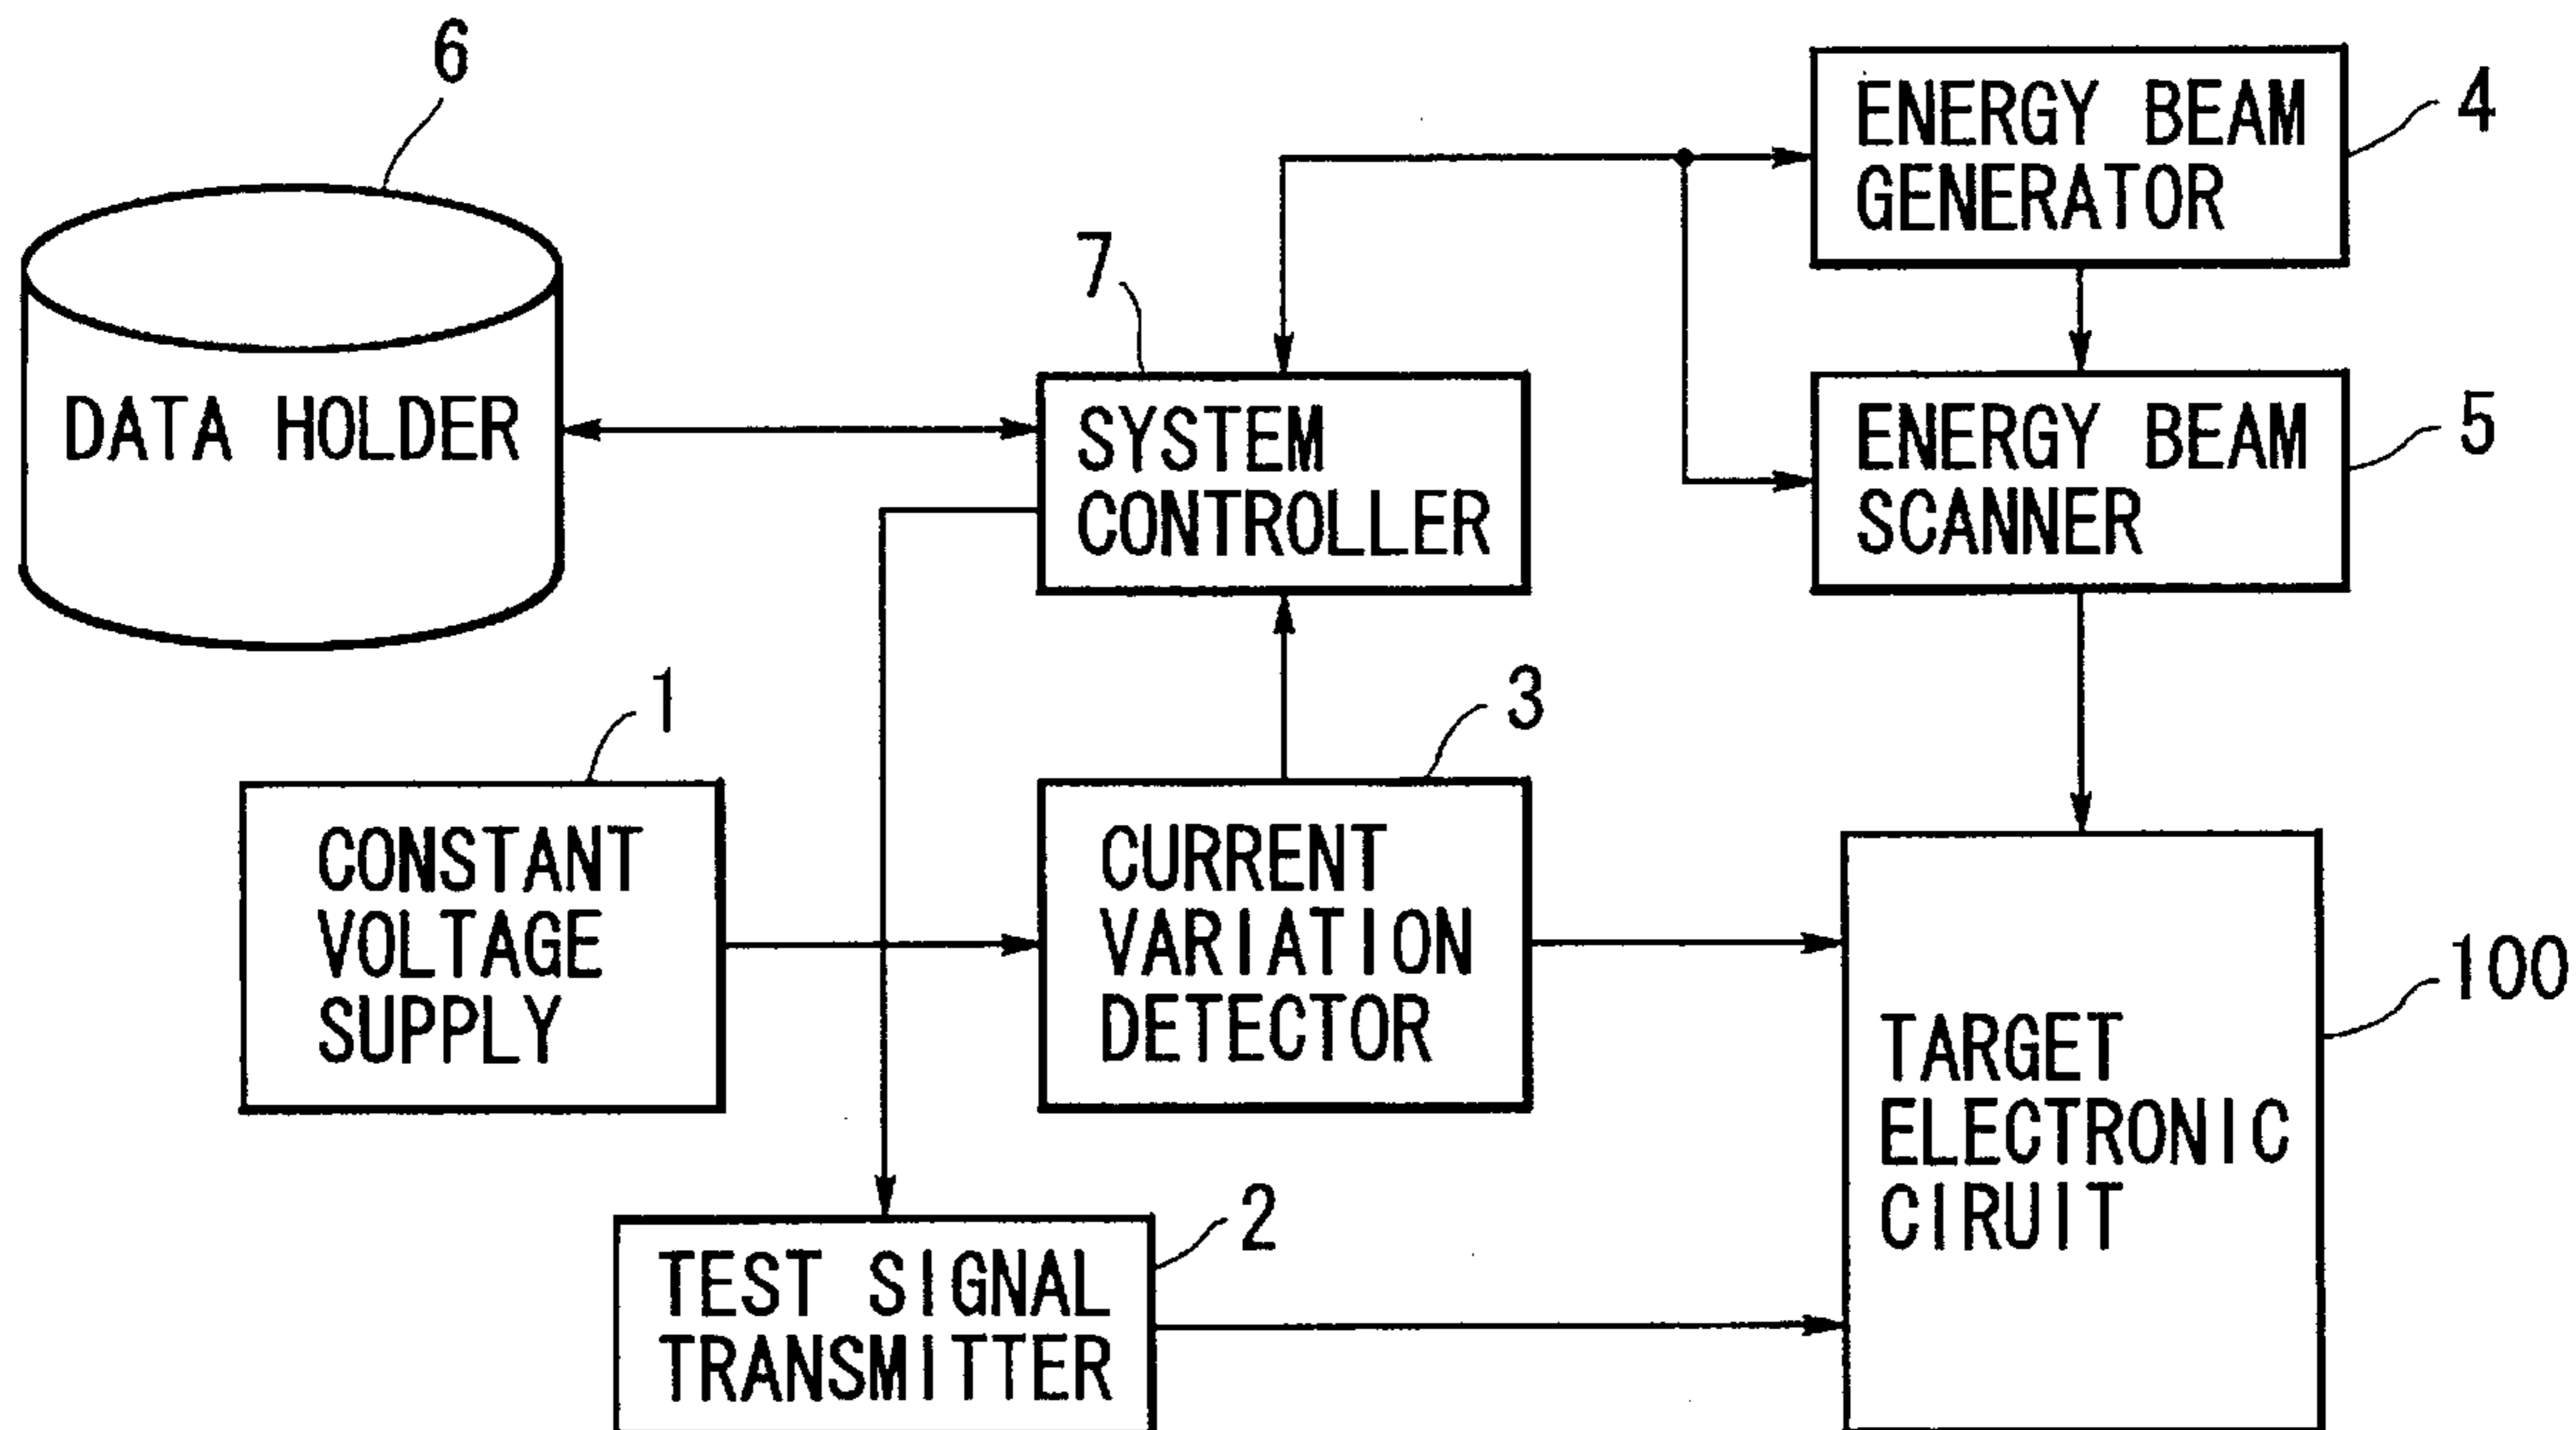 6
ENERGY BEAM
GENERATOR
4
7
DATA HOLDER
SYSTEM
CONTROLLER
ENERGY BEAM
SCANNER
5
1
3
CONSTANT
VOLTAGE
SUPPLY
CURRENT
VARIATION
DETECTOR
100
TARGET
ELECTRONIC
CIRUIT
2
TEST SIGNAL
TRANSMITTER